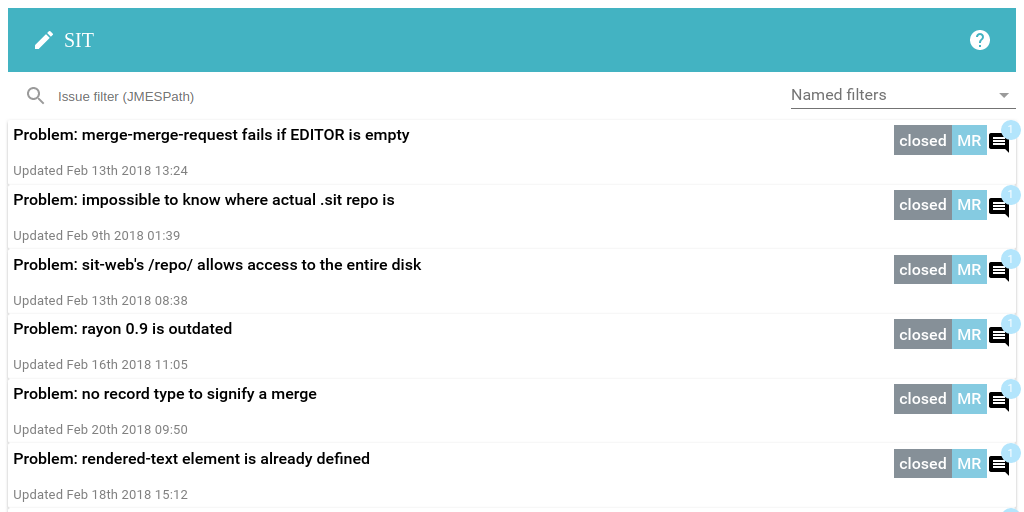 SIT
Issue filter (JMESPath)
Named filters
Problem: merge-merge-request fails if EDITOR is empty
closed MR 1
Updated Feb 13th 2018 13:24
Problem: impossible to know where actual .sit repo is
closed MR 1
Updated Feb 9th 2018 01:39
Problem: sit-web's /repo/ allows access to the entire disk
closed MR 1
Updated Feb 13th 2018 08:38
Problem: rayon 0.9 is outdated
closed MR 1
Updated Feb 16th 2018 11:05
Problem: no record type to signify a merge
closed MR 1
Updated Feb 20th 2018 09:50
Problem: rendered-text element is already defined
closed MR 1
Updated Feb 18th 2018 15:12